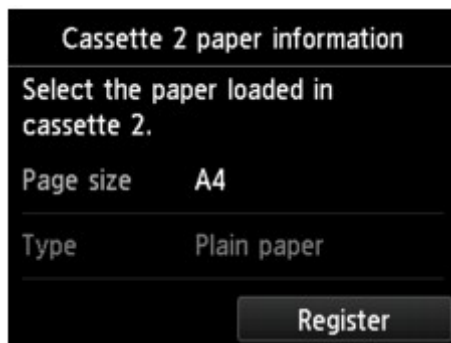 Cassette 2 paper information
Select the paper loaded in
cassette 2.
Page size A4
Type Plain paper
Register